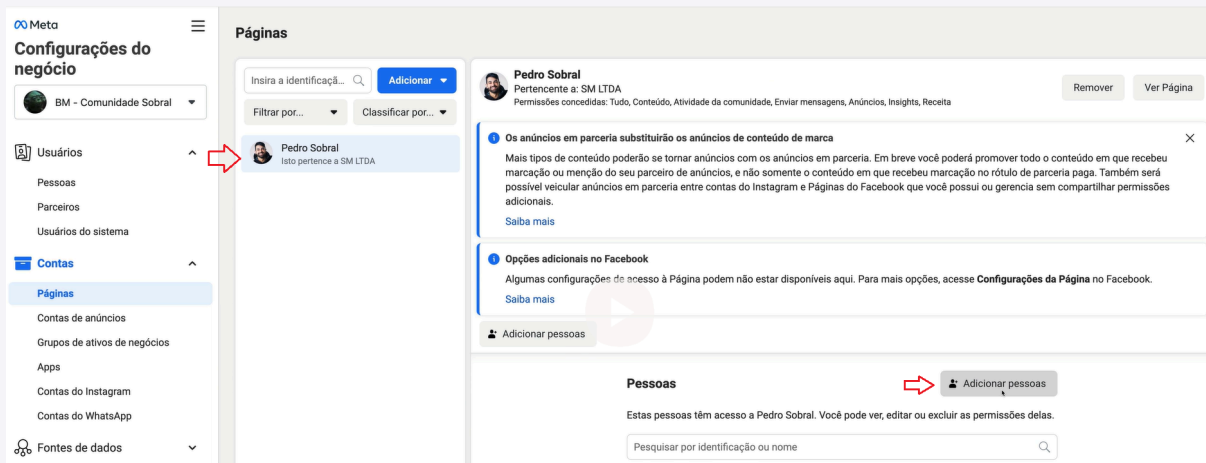 Meta
Configurações do
negócio
BM - Comunidade Sobral
Usuários
Pessoas
Parceiros
Usuários do sistema
Contas
Páginas
Contas de anúncios
Grupos de ativos de negócios
Apps
Contas do Instagram
Contas do WhatsApp
Fontes de dados
Páginas
Insira a identificaçã...
Adicionar
Filtrar por...
Classificar por...
Pedro Sobral
Isto pertence a SM LTDA
Pedro Sobral
Pertencente a: SM LTDA
Permissões concedidas: Tudo, Conteúdo, Atividade da comunidade, Enviar mensagens, Anúncios, Insights, Receita
Remover
Ver Página
Os anúncios em parceria substituirão os anúncios de conteúdo de marca
Mais tipos de conteúdo poderão se tornar anúncios com os anúncios em parceria. Em breve você poderá promover todo o conteúdo em que recebeu
marcação ou menção do seu parceiro de anúncios, e não somente o conteúdo em que recebeu marcação no rótulo de parceria paga. Também será
possível veicular anúncios em parceria entre contas do Instagram e Páginas do Facebook que você possui ou gerencia sem compartilhar permissões
adicionais.
Saiba mais
Opções adicionais no Facebook
Algumas configurações de acesso à Página podem não estar disponíveis aqui. Para mais opções, acesse Configurações da Página no Facebook.
Saiba mais
Adicionar pessoas
Pessoas
Adicionar pessoas
Estas pessoas têm acesso a Pedro Sobral. Você pode ver, editar ou excluir as permissões delas.
Pesquisar por identificação ou nome